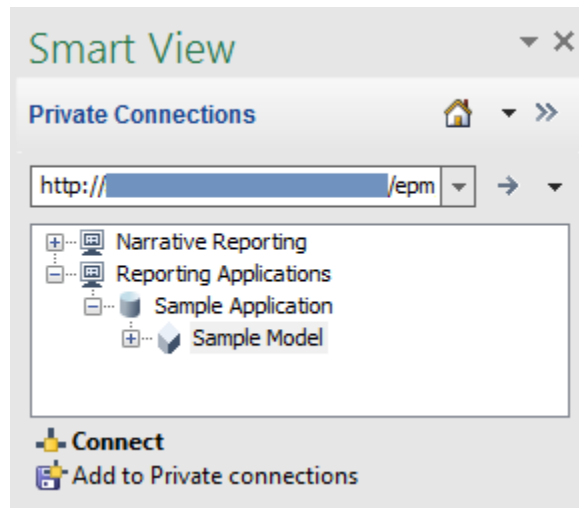 Smart View
Private Connections
http:// /epm
Narrative Reporting
Reporting Applications
Sample Application
Sample Model
Connect
Add to Private connections